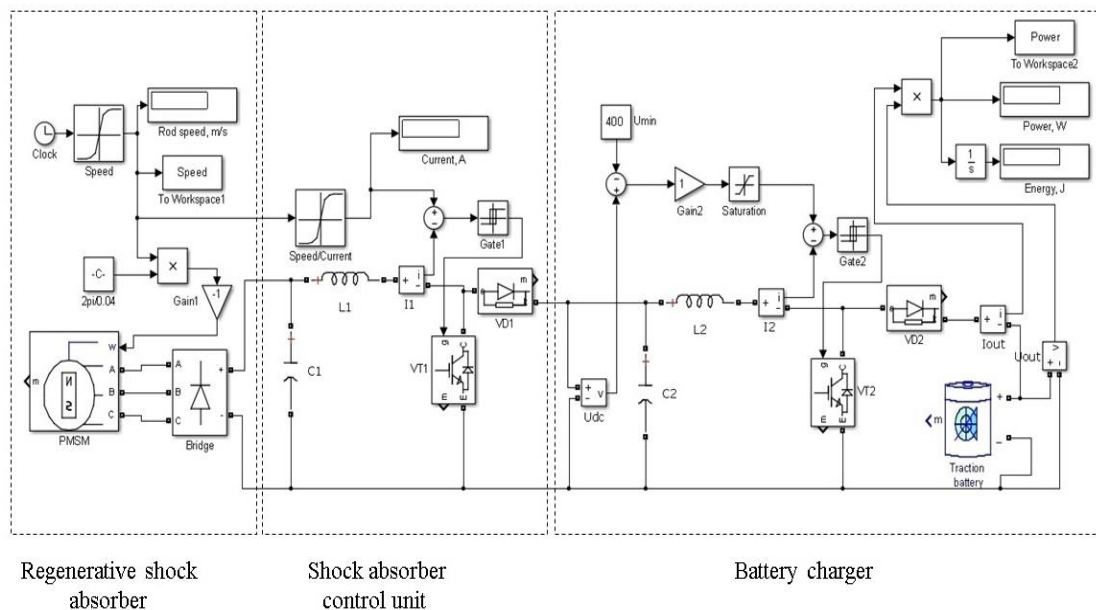 Clock
Speed
Rod speed, m/s
Speed
To Workspace1
-C-
2pi/0.04
×
Gain1
-1
m
N
S
w
A
B
C
PMSM
A
B
C
+
-
Bridge
Regenerative shock
absorber
Current, A
Speed/Current
+
-
Gate1
L1
+
i
-
I1
m
VD1
C1
g
C
VT1
m
E
Shock absorber
control unit
400
Umin
-
+
1
Gain2
Saturation
+
-
Gate2
L2
+
i
-
I2
m
VD2
+
-
v
Udc
C2
g
C
VT2
m
E
×
Power
To Workspace2
Power, W
1
s
Energy, J
+
i
-
Iout
Uout
v
+
-
m
+
-
Traction
battery
Battery charger